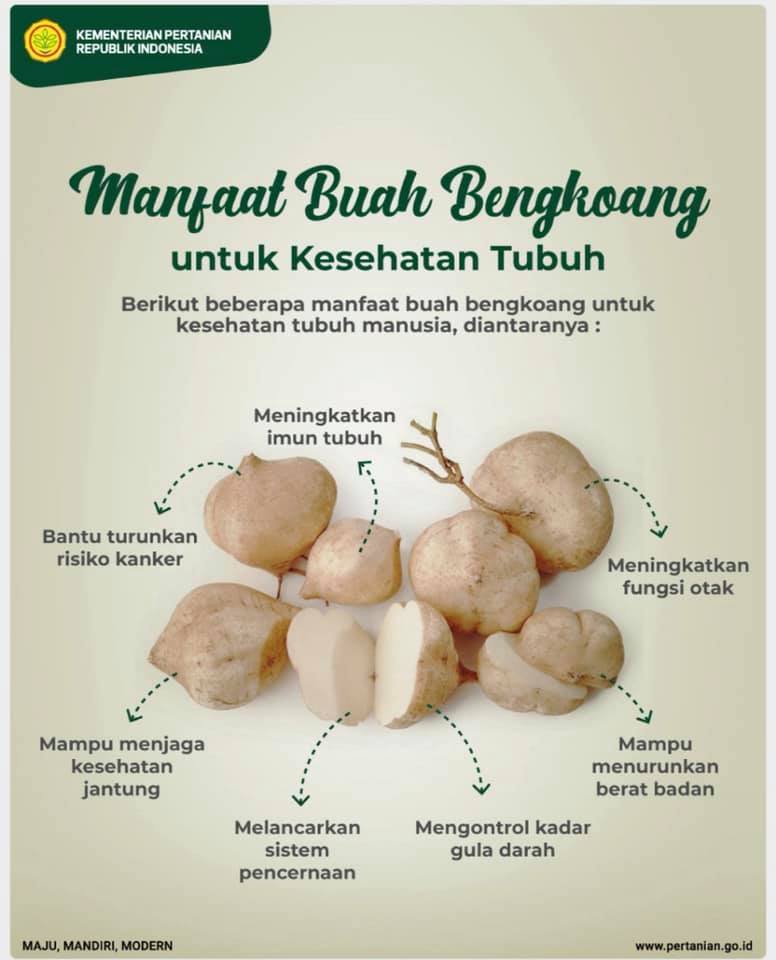 KEMENTERIAN PERTANIAN
REPUBLIK INDONESIA
Manfaat Buah Bengkoang
untuk Kesehatan Tubuh
Berikut beberapa manfaat buah bengkoang untuk
kesehatan tubuh manusia, diantaranya :
Meningkatkan
imun tubuh
Bantu turunkan
risiko kanker
Meningkatkan
fungsi otak
Mampu menjaga
kesehatan
jantung
Mampu
menurunkan
berat badan
Melancarkan
sistem
pencernaan
Mengontrol kadar
gula darah
MAJU, MANDIRI, MODERN
www.pertanian.go.id